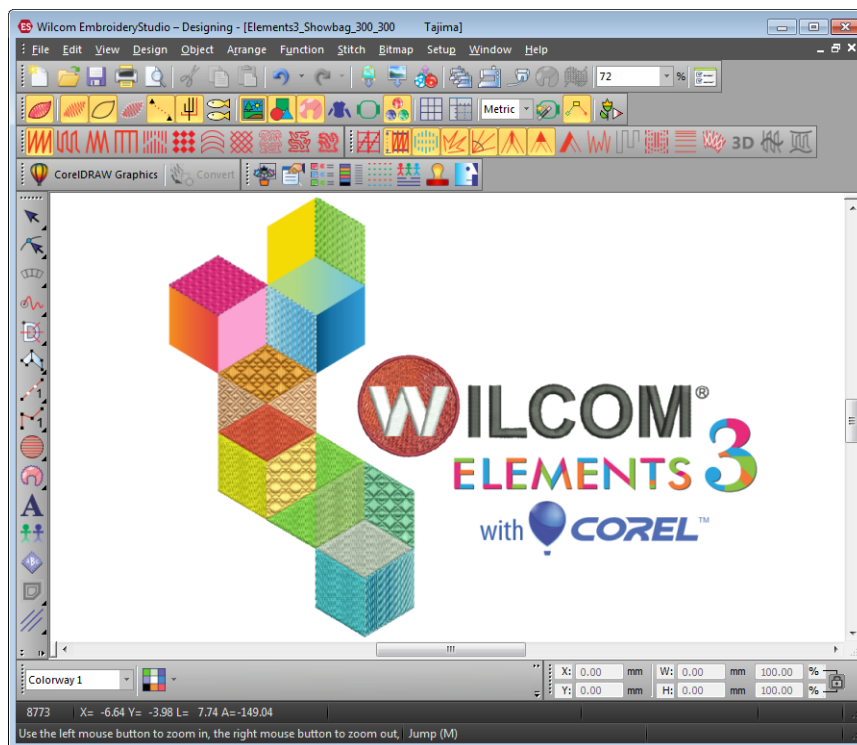 ES Wilcom EmbroideryStudio – Designing - [Elements3_Showbag_300_300 Tajima]
File Edit View Design Object Arrange Function Stitch Bitmap Setup Window Help
72 %
Metric
3D
CorelDRAW Graphics Convert
WILCOM®
ELEMENTS 3
with COREL™
A
ABC
Colorway 1
X: 0.00 mm W: 0.00 mm 100.00 %
Y: 0.00 mm H: 0.00 mm 100.00 %
8773 X= -6.64 Y= -3.98 L= 7.74 A=-149.04
Use the left mouse button to zoom in, the right mouse button to zoom out, Jump (M)